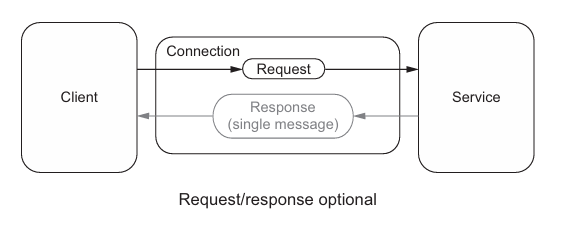 Connection
Request
Client
Response
(single message)
Service
Request/response optional